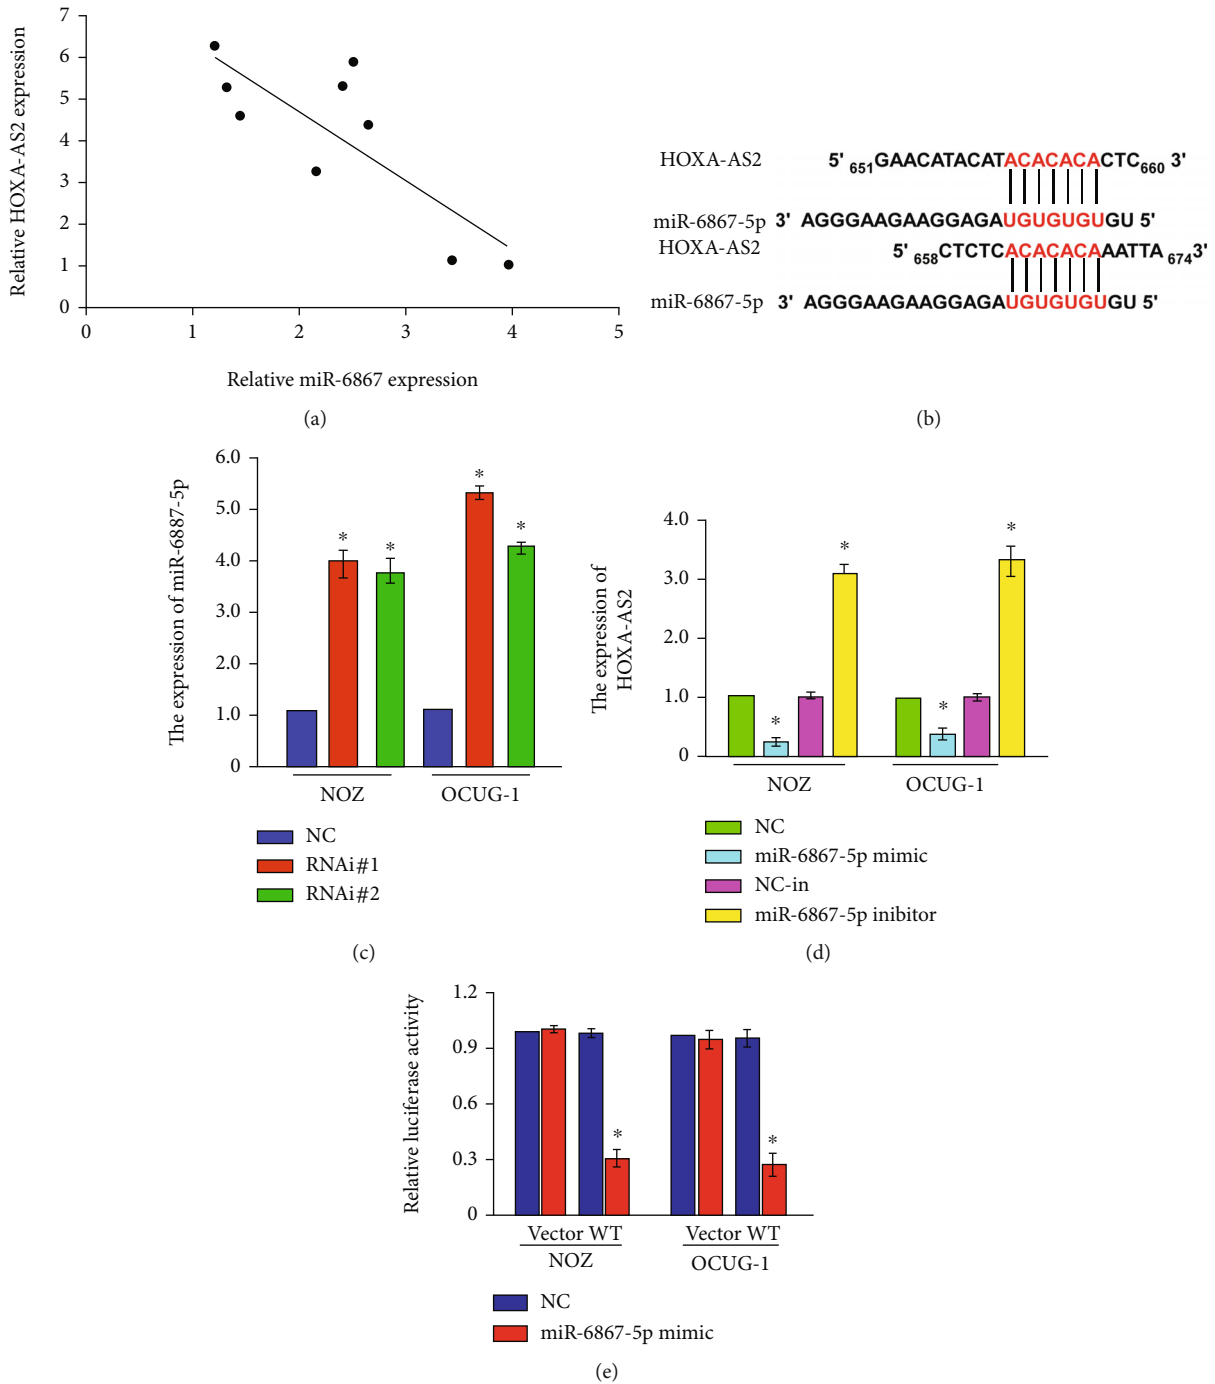 7
6
5
4
3
2
1
0
Relative HOXA-AS2 expression
0 1 2 3 4 5
Relative miR-6867 expression
(a)
HOXA-AS2 5' 651GAACATACATACACACACTC660 3'
miR-6867-5p 3' AGGGAAGAAGGAGAUGUGUGUGU 5'
HOXA-AS2 5' 658CTCTCACACACAAATTA 6743'
miR-6867-5p 3' AGGGAAGAAGGAGAUGUGUGUGU 5'
(b)
The expression of miR-6887-5p
6.0
5.0
4.0
3.0
2.0
1.0
0
* * * *
NOZ OCUG-1
NC
RNAi#1
RNAi#2
(c)
The expression of
HOXA-AS2
4.0
3.0
2.0
1.0
0
* * * *
NOZ OCUG-1
NC
miR-6867-5p mimic
NC-in
miR-6867-5p inibitor
(d)
Relative luciferase activity
1.2
0.9
0.6
0.3
0
* *
Vector WT Vector WT
NOZ OCUG-1
NC
miR-6867-5p mimic
(e)